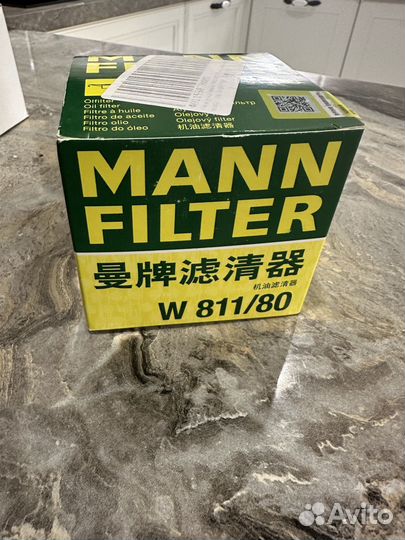 Ölfilter
Oil filter
Filtre à huile
Filtro de aceite
Filtro olio
Filtro do óleo
Olejový filter
机油滤清器
MANN
FILTER
曼牌滤清器
机油滤清器
W 811/80
Avito